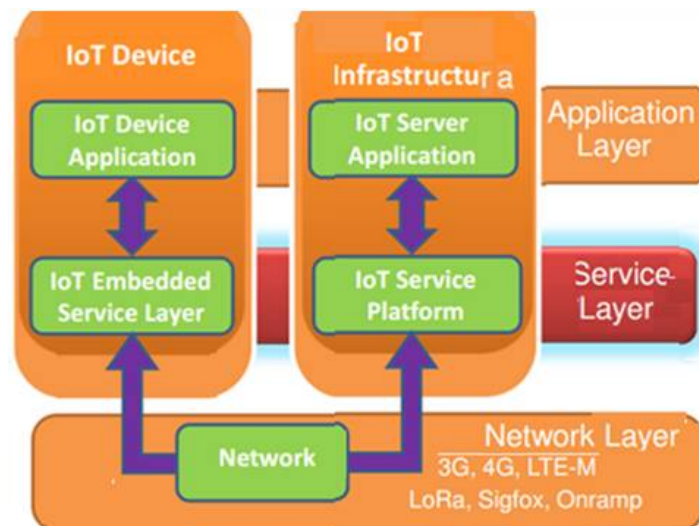 IoT Device
IoT
Infrastructura
IoT Device
Application
IoT Server
Application
Application
Layer
IoT Embedded
Service Layer
IoT Service
Platform
Service
Layer
Network
Network Layer
3G, 4G, LTE-M
LoRa, Sigfox, Onramp